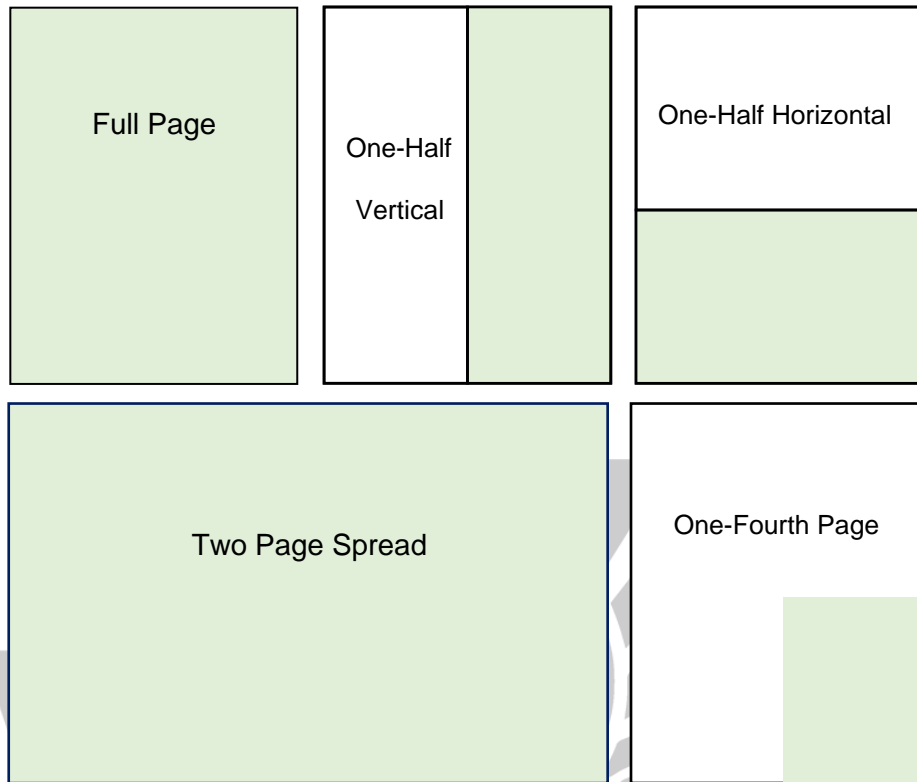 Full Page
One-Half
Vertical
One-Half Horizontal
Two Page Spread
One-Fourth Page